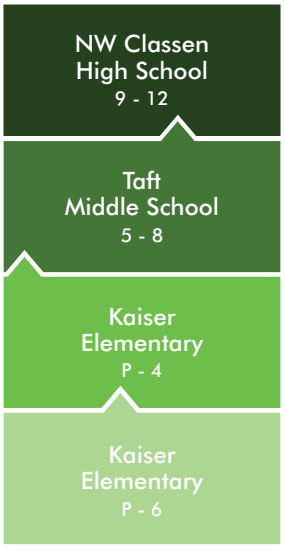 NW Classen
High School
9 - 12
Taft
Middle School
5 - 8
Kaiser
Elementary
P - 4
Kaiser
Elementary
P - 6